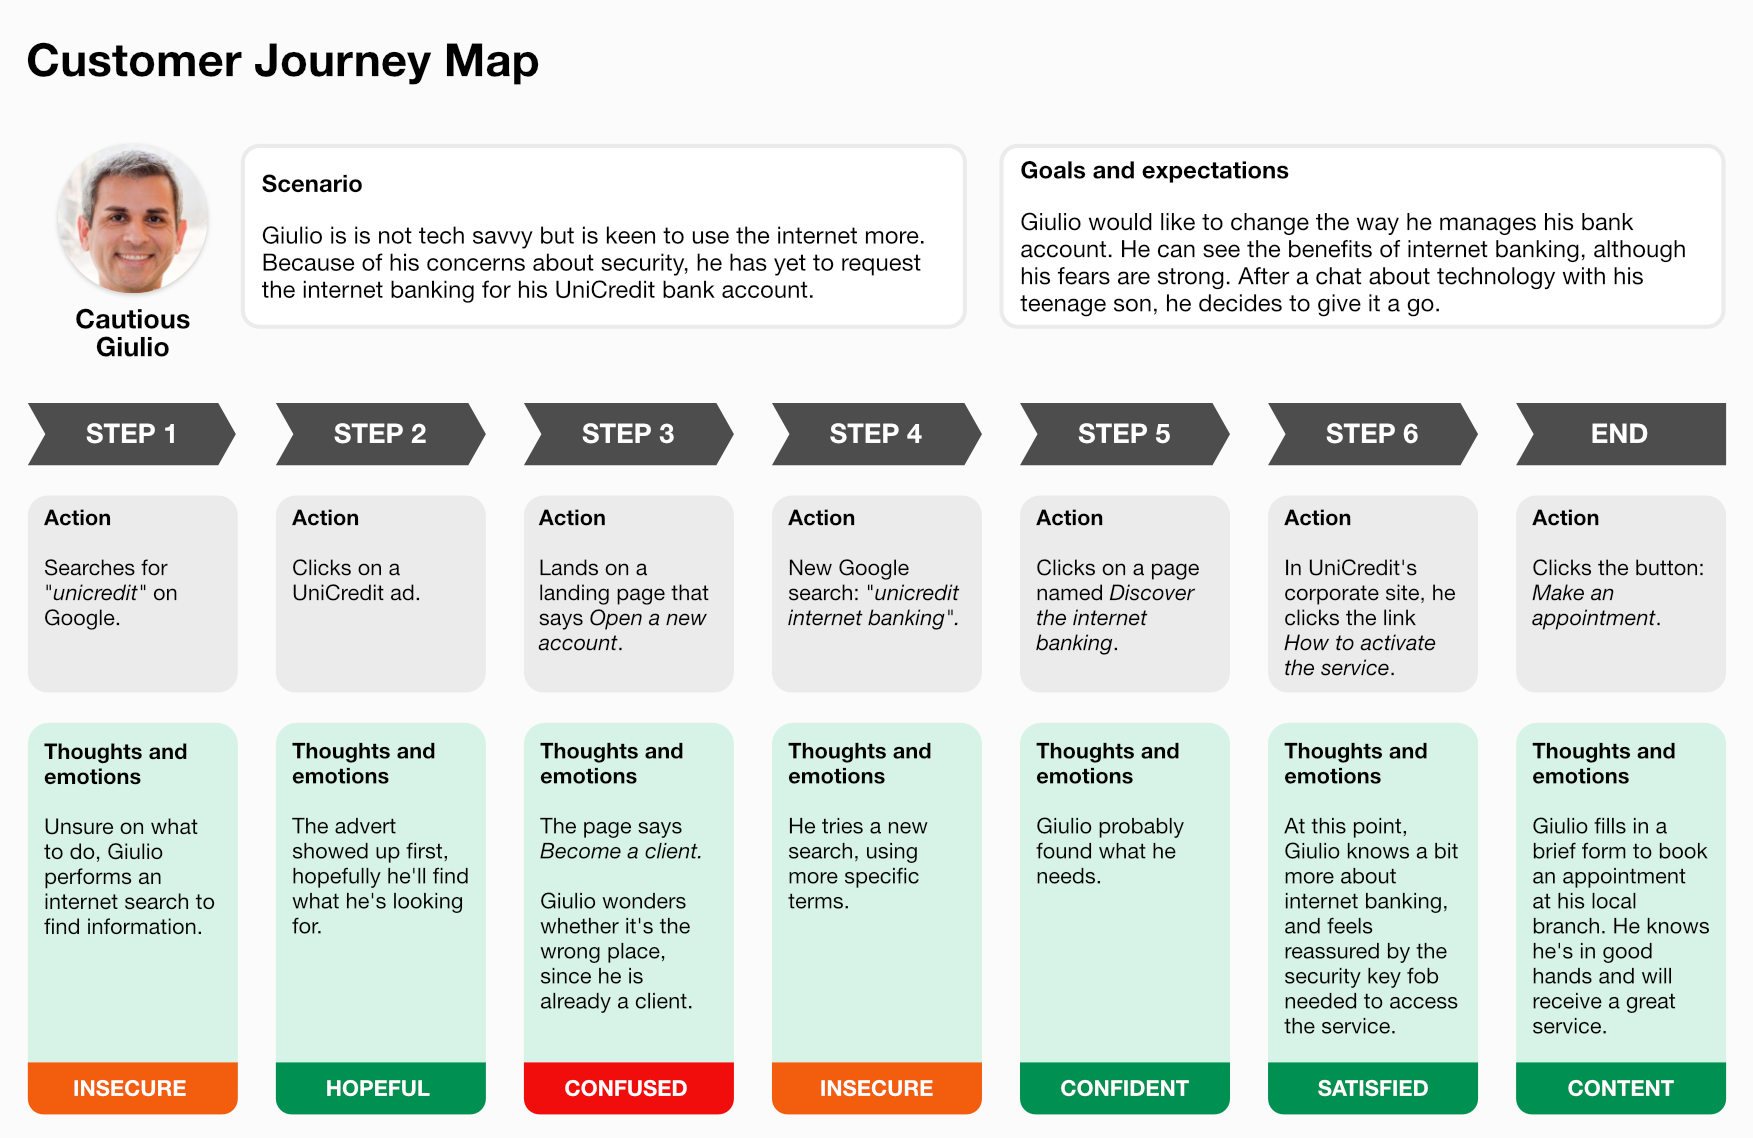 Customer Journey Map
Cautious
Giulio
Scenario
Giulio is is not tech savvy but is keen to use the internet more.
Because of his concerns about security, he has yet to request
the internet banking for his UniCredit bank account.
Goals and expectations
Giulio would like to change the way he manages his bank
account. He can see the benefits of internet banking, although
his fears are strong. After a chat about technology with his
teenage son, he decides to give it a go.
STEP 1
STEP 2
STEP 3
STEP 4
STEP 5
STEP 6
END
Action
Searches for
"unicredit" on
Google.
Action
Clicks on a
UniCredit ad.
Action
Lands on a
landing page that
says Open a new
account.
Action
New Google
search: "unicredit
internet banking".
Action
Clicks on a page
named Discover
the internet
banking.
Action
In UniCredit's
corporate site, he
clicks the link
How to activate
the service.
Action
Clicks the button:
Make an
appointment.
Thoughts and
emotions
Unsure on what
to do, Giulio
performs an
internet search to
find information.
INSECURE
Thoughts and
emotions
The advert
showed up first,
hopefully he'll find
what he's looking
for.
HOPEFUL
Thoughts and
emotions
The page says
Become a client.
Giulio wonders
whether it's the
wrong place,
since he is
already a client.
CONFUSED
Thoughts and
emotions
He tries a new
search, using
more specific
terms.
INSECURE
Thoughts and
emotions
Giulio probably
found what he
needs.
CONFIDENT
Thoughts and
emotions
At this point,
Giulio knows a bit
more about
internet banking,
and feels
reassured by the
security key fob
needed to access
the service.
SATISFIED
Thoughts and
emotions
Giulio fills in a
brief form to book
an appointment
at his local
branch. He knows
he's in good
hands and will
receive a great
service.
CONTENT